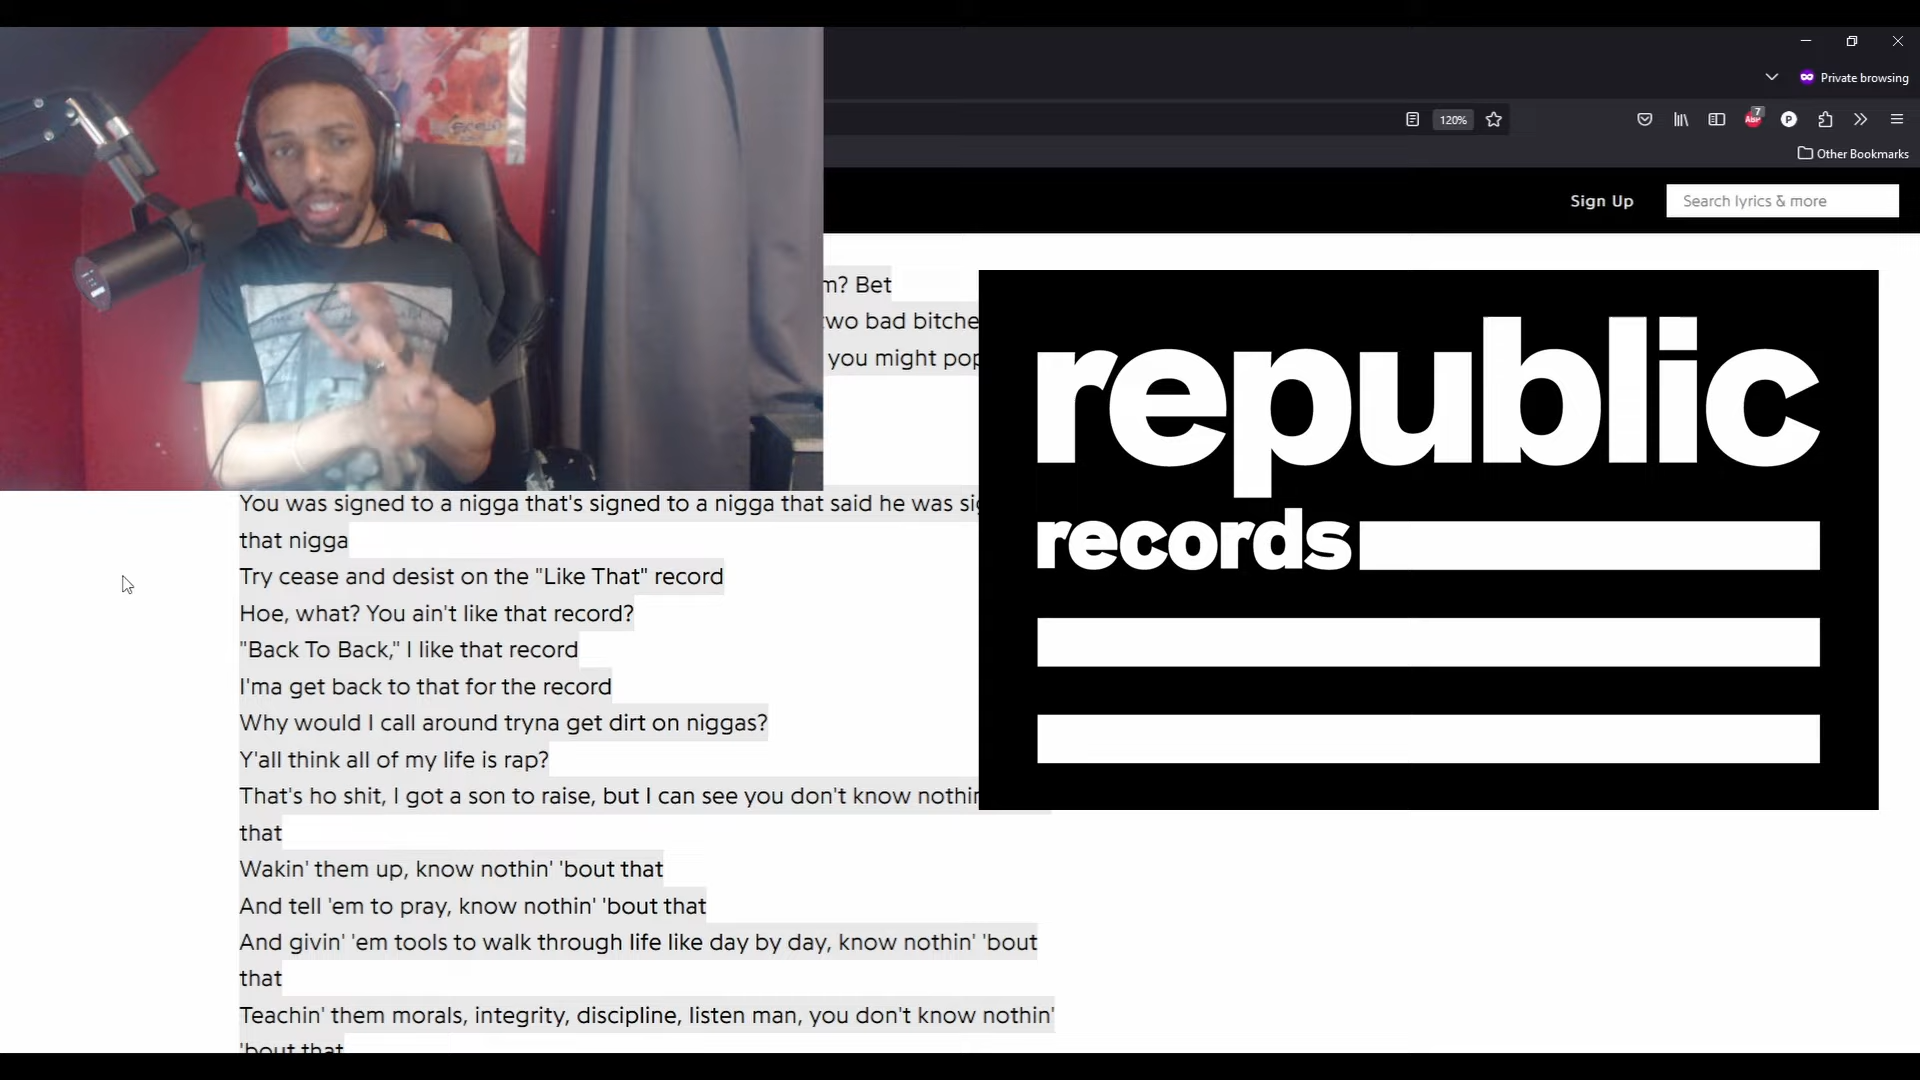 Private browsing
120%
7
ABP
P
Other Bookmarks
Sign Up
Search lyrics & more
m? Bet
two bad bitche
you might pop
republic
records
You was signed to a nigga that's signed to a nigga that said he was sig
that nigga
Try cease and desist on the "Like That" record
Hoe, what? You ain't like that record?
"Back To Back," I like that record
I'ma get back to that for the record
Why would I call around tryna get dirt on niggas?
Y'all think all of my life is rap?
That's ho shit, I got a son to raise, but I can see you don't know nothin
that
Wakin' them up, know nothin' 'bout that
And tell 'em to pray, know nothin' 'bout that
And givin' 'em tools to walk through life like day by day, know nothin' 'bout
that
Teachin' them morals, integrity, discipline, listen man, you don't know nothin'
'bout that